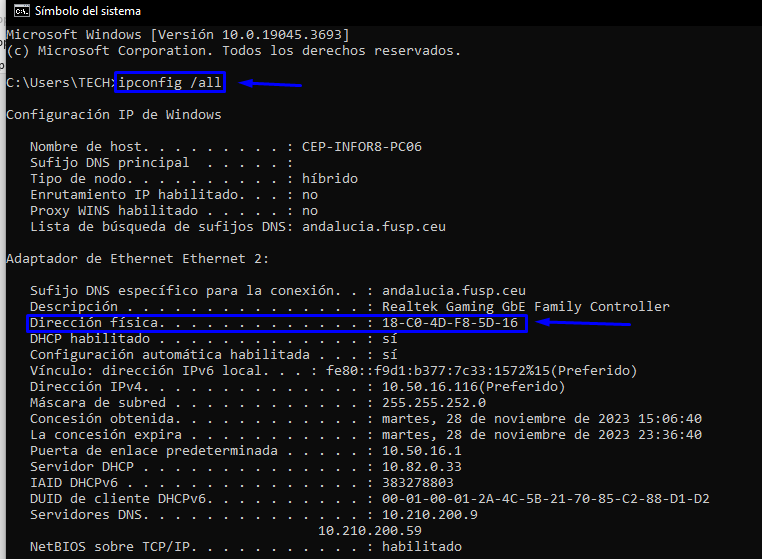 Símbolo del sistema
Microsoft Windows [Versión 10.0.19045.3693]
(c) Microsoft Corporation. Todos los derechos reservados.
C:\Users\TECH>ipconfig /all
Configuración IP de Windows
Nombre de host. . . . . . . . . : CEP-INFOR8-PC06
Sufijo DNS principal  . . . . . :
Tipo de nodo. . . . . . . . . . : híbrido
Enrutamiento IP habilitado. . . : no
Proxy WINS habilitado . . . . . : no
Lista de búsqueda de sufijos DNS: andalucia.fusp.ceu
Adaptador de Ethernet Ethernet 2:
Sufijo DNS específico para la conexión. . : andalucia.fusp.ceu
Descripción . . . . . . . . . . . . . . . : Realtek Gaming GbE Family Controller
Dirección física. . . . . . . . . . . . . : 18-C0-4D-F8-5D-16
DHCP habilitado . . . . . . . . . . . . . : sí
Configuración automática habilitada . . . : sí
Vínculo: dirección IPv6 local. . . : fe80::f9d1:b377:7c33:1572%15(Preferido)
Dirección IPv4. . . . . . . . . . . . . . : 10.50.16.116(Preferido)
Máscara de subred . . . . . . . . . . . . : 255.255.252.0
Concesión obtenida. . . . . . . . . . . . : martes, 28 de noviembre de 2023 15:06:40
La concesión expira . . . . . . . . . . . : martes, 28 de noviembre de 2023 23:36:40
Puerta de enlace predeterminada . . . . . : 10.50.16.1
Servidor DHCP . . . . . . . . . . . . . . : 10.82.0.33
IAID DHCPv6 . . . . . . . . . . . . . . . : 383278803
DUID de cliente DHCPv6. . . . . . . . . . : 00-01-00-01-2A-4C-5B-21-70-85-C2-88-D1-D2
Servidores DNS. . . . . . . . . . . . . . : 10.210.200.9
10.210.200.59
NetBIOS sobre TCP/IP. . . . . . . . . . . : habilitado